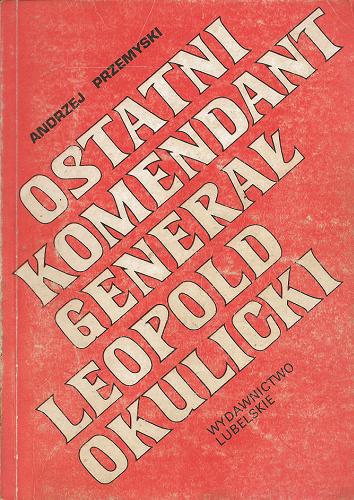 ANDRZEJ PRZEMYSKI
OSTATNI
KOMENDANT
GENERAŁ
LEOPOLD
OKULICKI
WYDAWNICTWO
LUBELSKIE